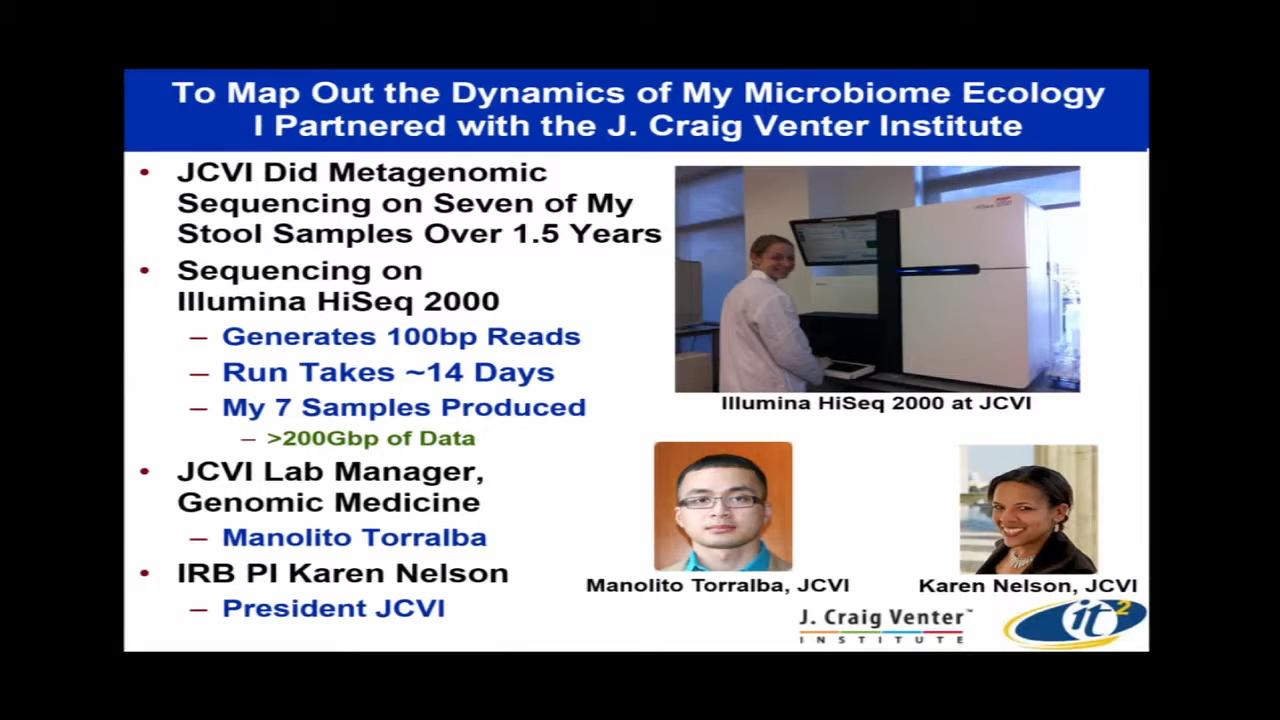 To Map Out the Dynamics of My Microbiome Ecology
I Partnered with the J. Craig Venter Institute
• JCVI Did Metagenomic
Sequencing on Seven of My
Stool Samples Over 1.5 Years
• Sequencing on
Illumina HiSeq 2000
– Generates 100bp Reads
– Run Takes ~14 Days
– My 7 Samples Produced
– >200Gbp of Data
• JCVI Lab Manager,
Genomic Medicine
– Manolito Torralba
• IRB PI Karen Nelson
– President JCVI
Illumina HiSeq 2000 at JCVI
Manolito Torralba, JCVI
Karen Nelson, JCVI
J. Craig Venter™
INSTITUTE
it2